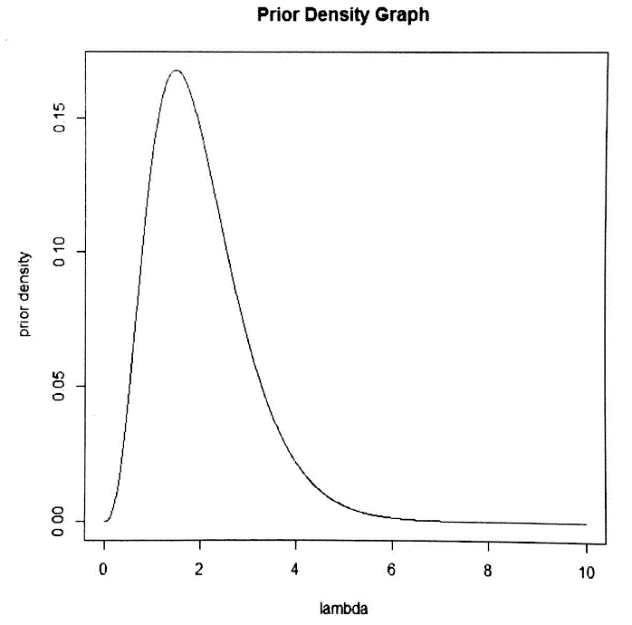 Prior Density Graph
0.15
0.10
0.05
0.00
prior density
0 2 4 6 8 10
lambda